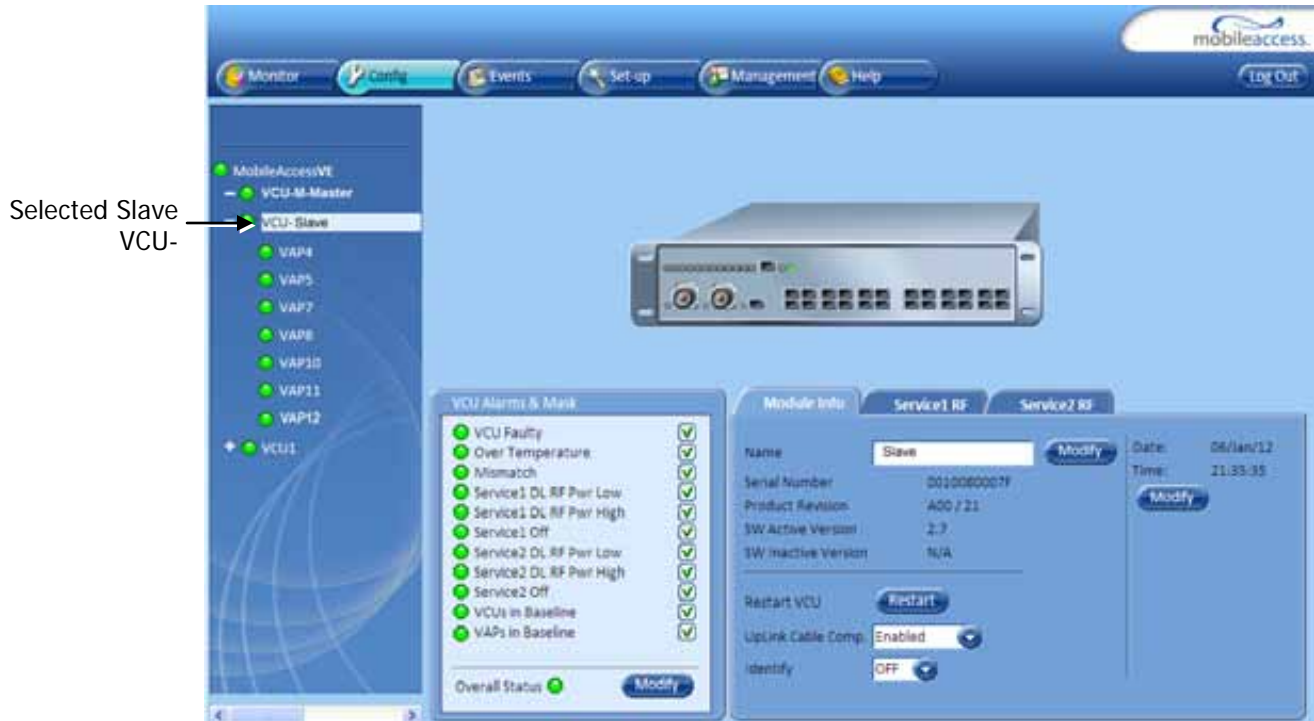 mobileaccess
Monitor
Config
Events
Set-up
Management
Help
Log Out
MobileAccessVE
VCU-M-Master
Selected Slave
VCU-
VCU- Slave
VAP4
VAP5
VAP7
VAP8
VAP10
VAP11
VAP12
VCU1
VCU Alarms & Mask
VCU Faulty
Over Temperature
Mismatch
Service1 DL RF Pwr Low
Service1 DL RF Pwr High
Service1 Off
Service2 DL RF Pwr Low
Service2 DL RF Pwr High
Service2 Off
VCUs in Baseline
VAPs in Baseline
Overall Status
Modify
Module Info
Service1 RF
Service2 RF
Name Slave Modify
Serial Number 0010080007F
Product Revision A00 / 21
SW Active Version 2.7
SW Inactive Version N/A
Restart VCU Restart
UpLink Cable Comp. Enabled
Identify OFF
Date: 06/Jan/12
Time: 21:35:35
Modify